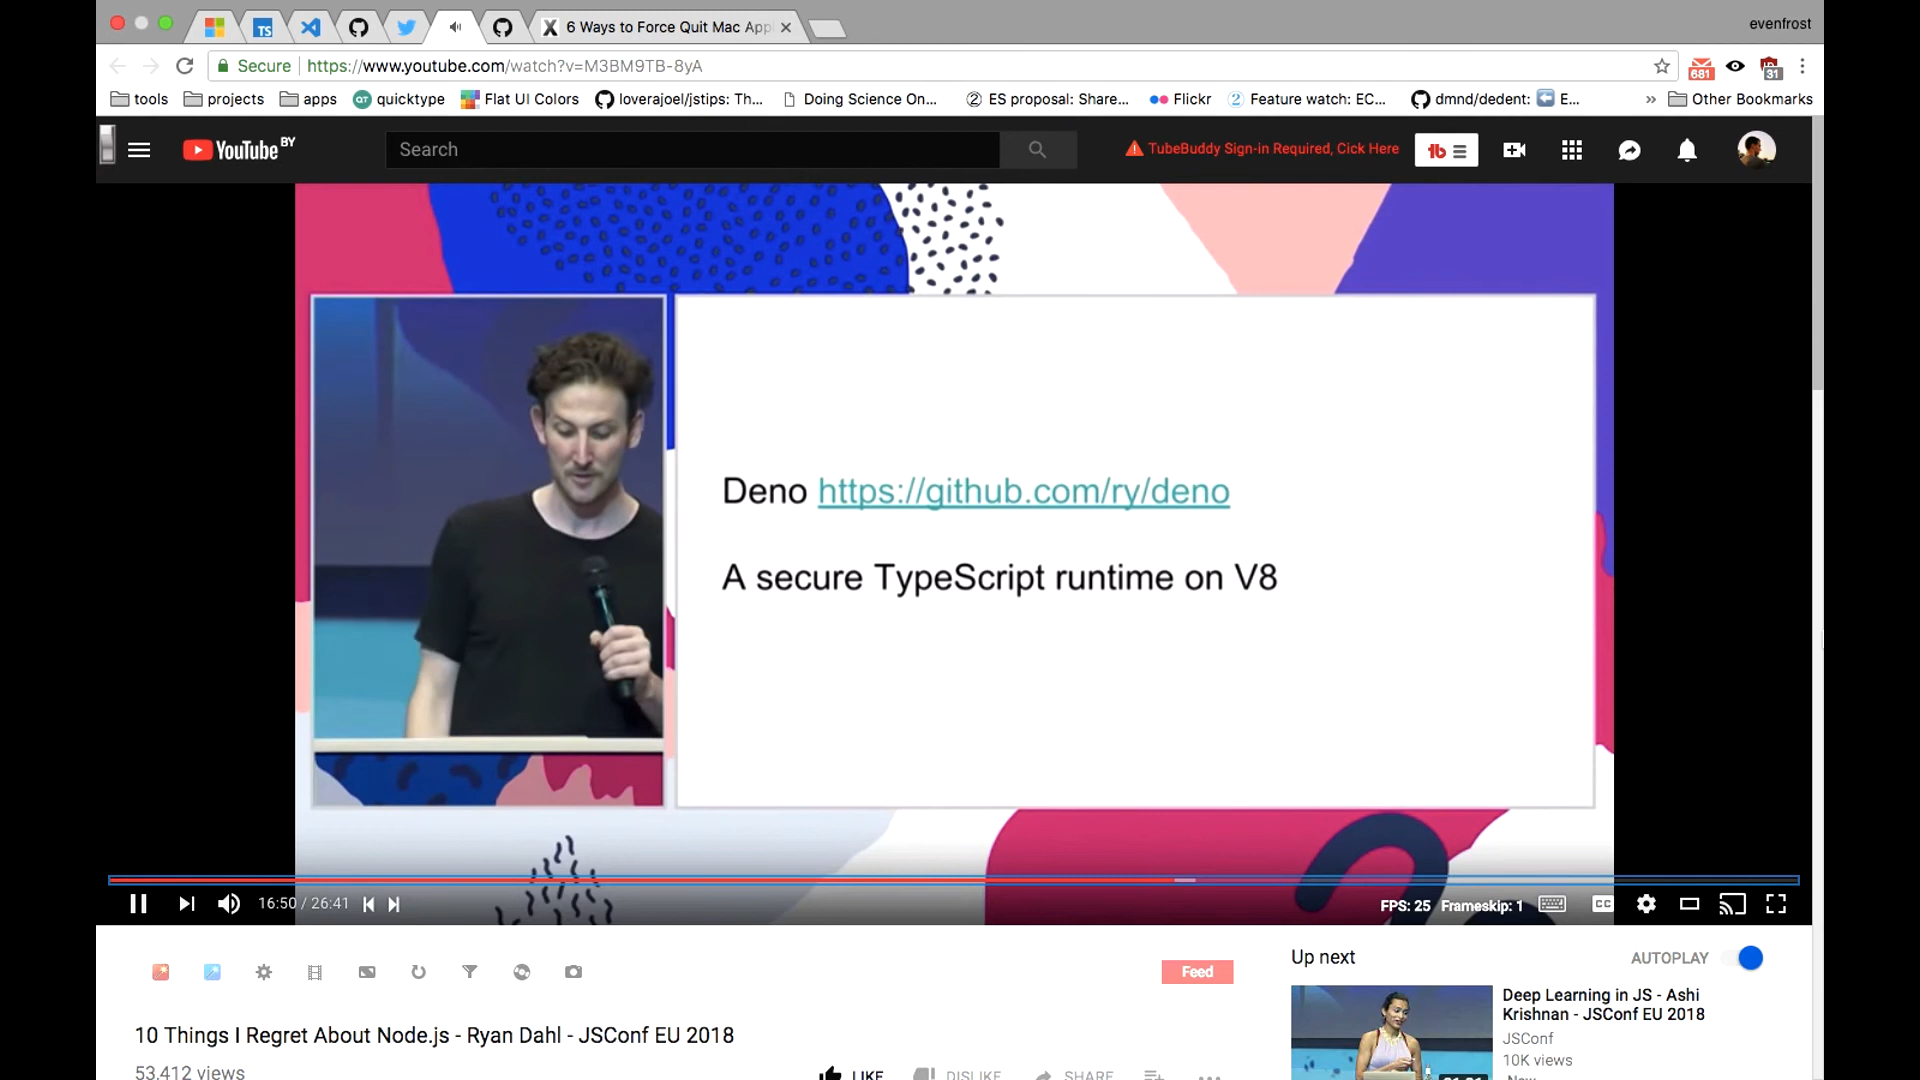 6 Ways to Force Quit Mac Appl
evenfrost
Secure https://www.youtube.com/watch?v=M3BM9TB-8yA
681
31
tools projects apps quicktype Flat UI Colors loverajoel/jstips: Th... Doing Science On... ES proposal: Share... Flickr Feature watch: EC... dmnd/dedent: E... » Other Bookmarks
YouTube BY
Search
TubeBuddy Sign-in Required, Cick Here
Deno https://github.com/ry/deno
A secure TypeScript runtime on V8
16:50 / 26:41
FPS: 25 Frameskip: 1
CC
Feed
Up next
AUTOPLAY
Deep Learning in JS - Ashi
Krishnan - JSConf EU 2018
JSConf
10K views
10 Things I Regret About Node.js - Ryan Dahl - JSConf EU 2018
53,412 views
LIKE DISLIKE SHARE